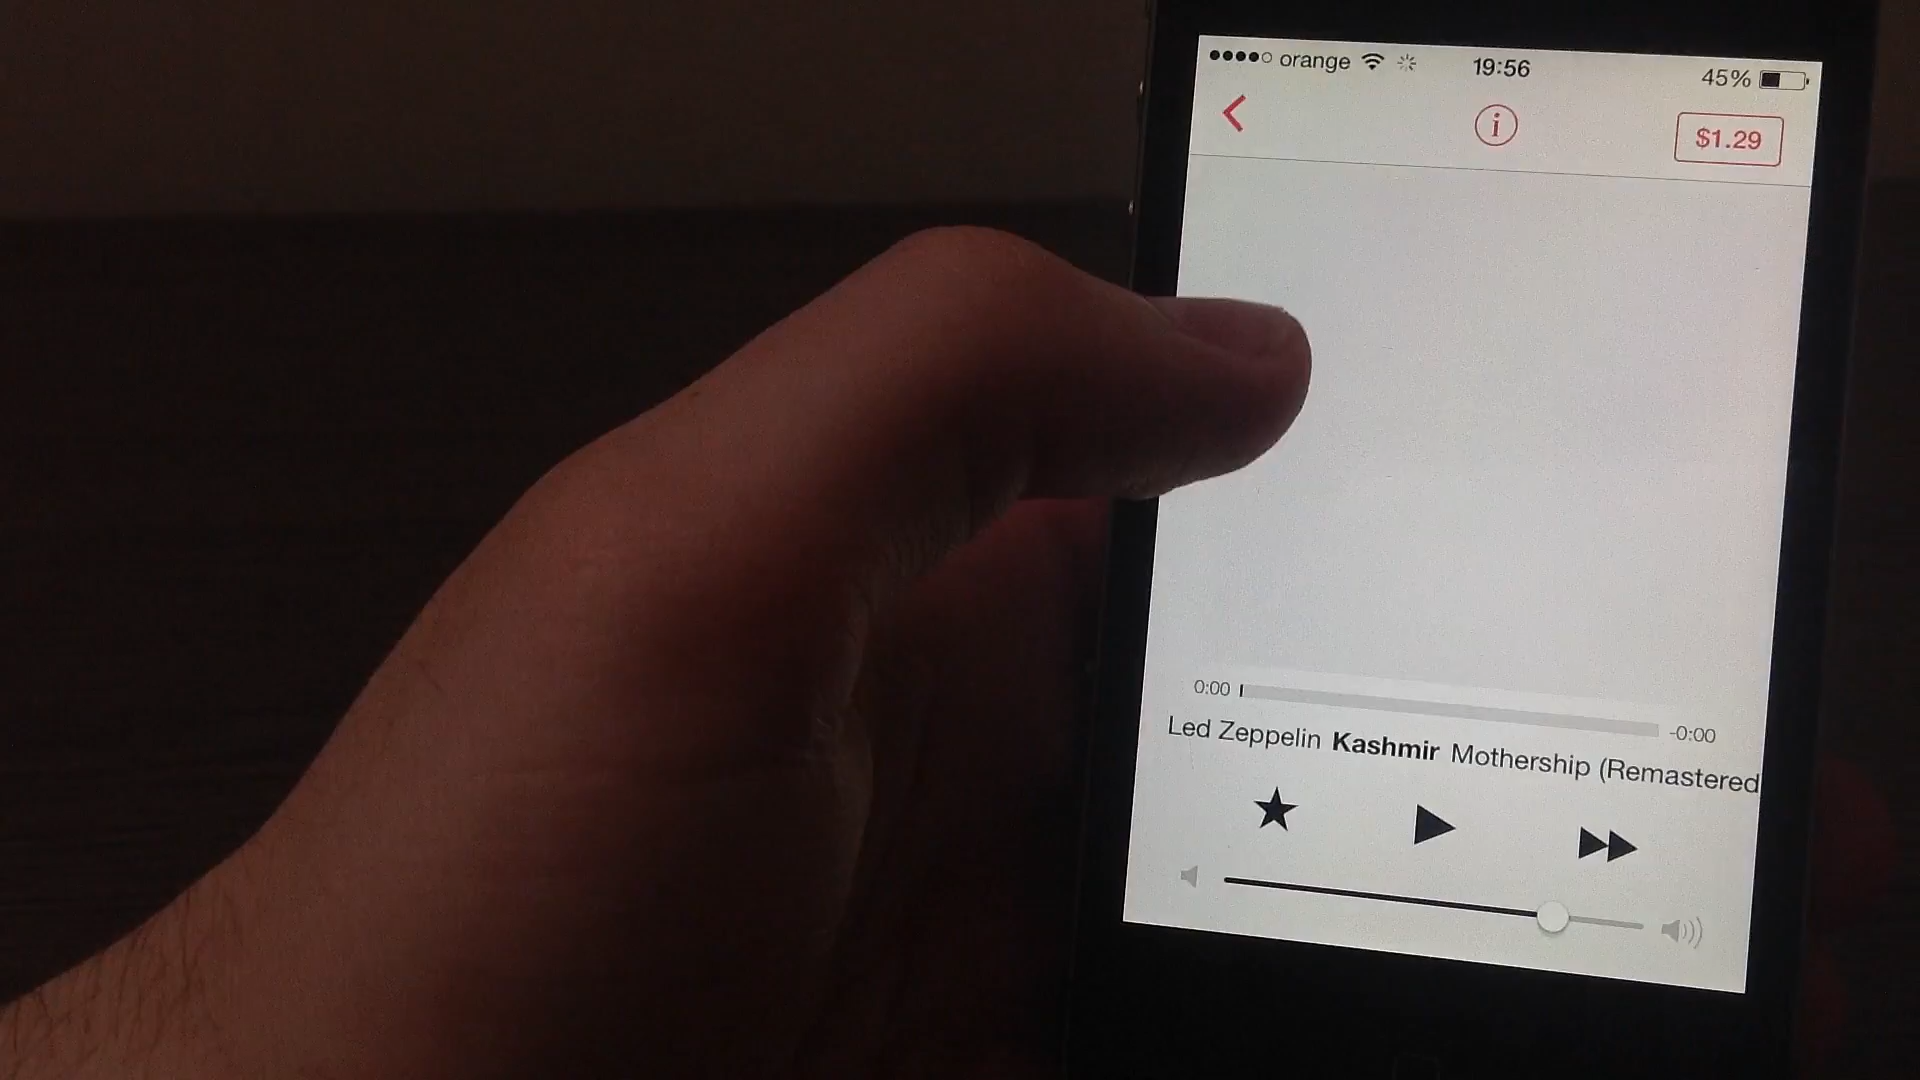 orange 19:56 45%
i $1.29
0:00 -0:00
Led Zeppelin Kashmir Mothership (Remastered